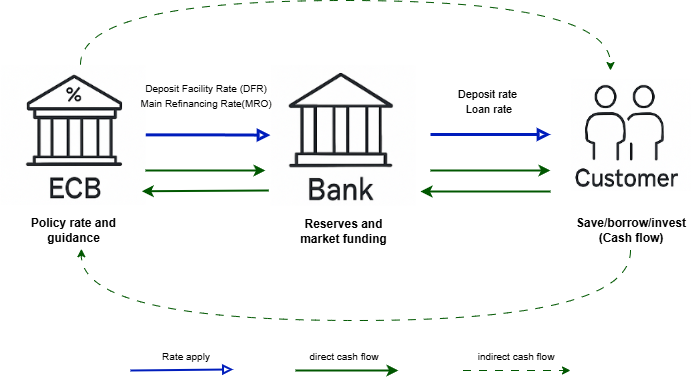 Deposit Facility Rate (DFR)
Main Refinancing Rate(MRO)
Deposit rate
Loan rate
%
ECB
Bank
Customer
Policy rate and
guidance
Reserves and
market funding
Save/borrow/invest
(Cash flow)
Rate apply
direct cash flow
indirect cash flow